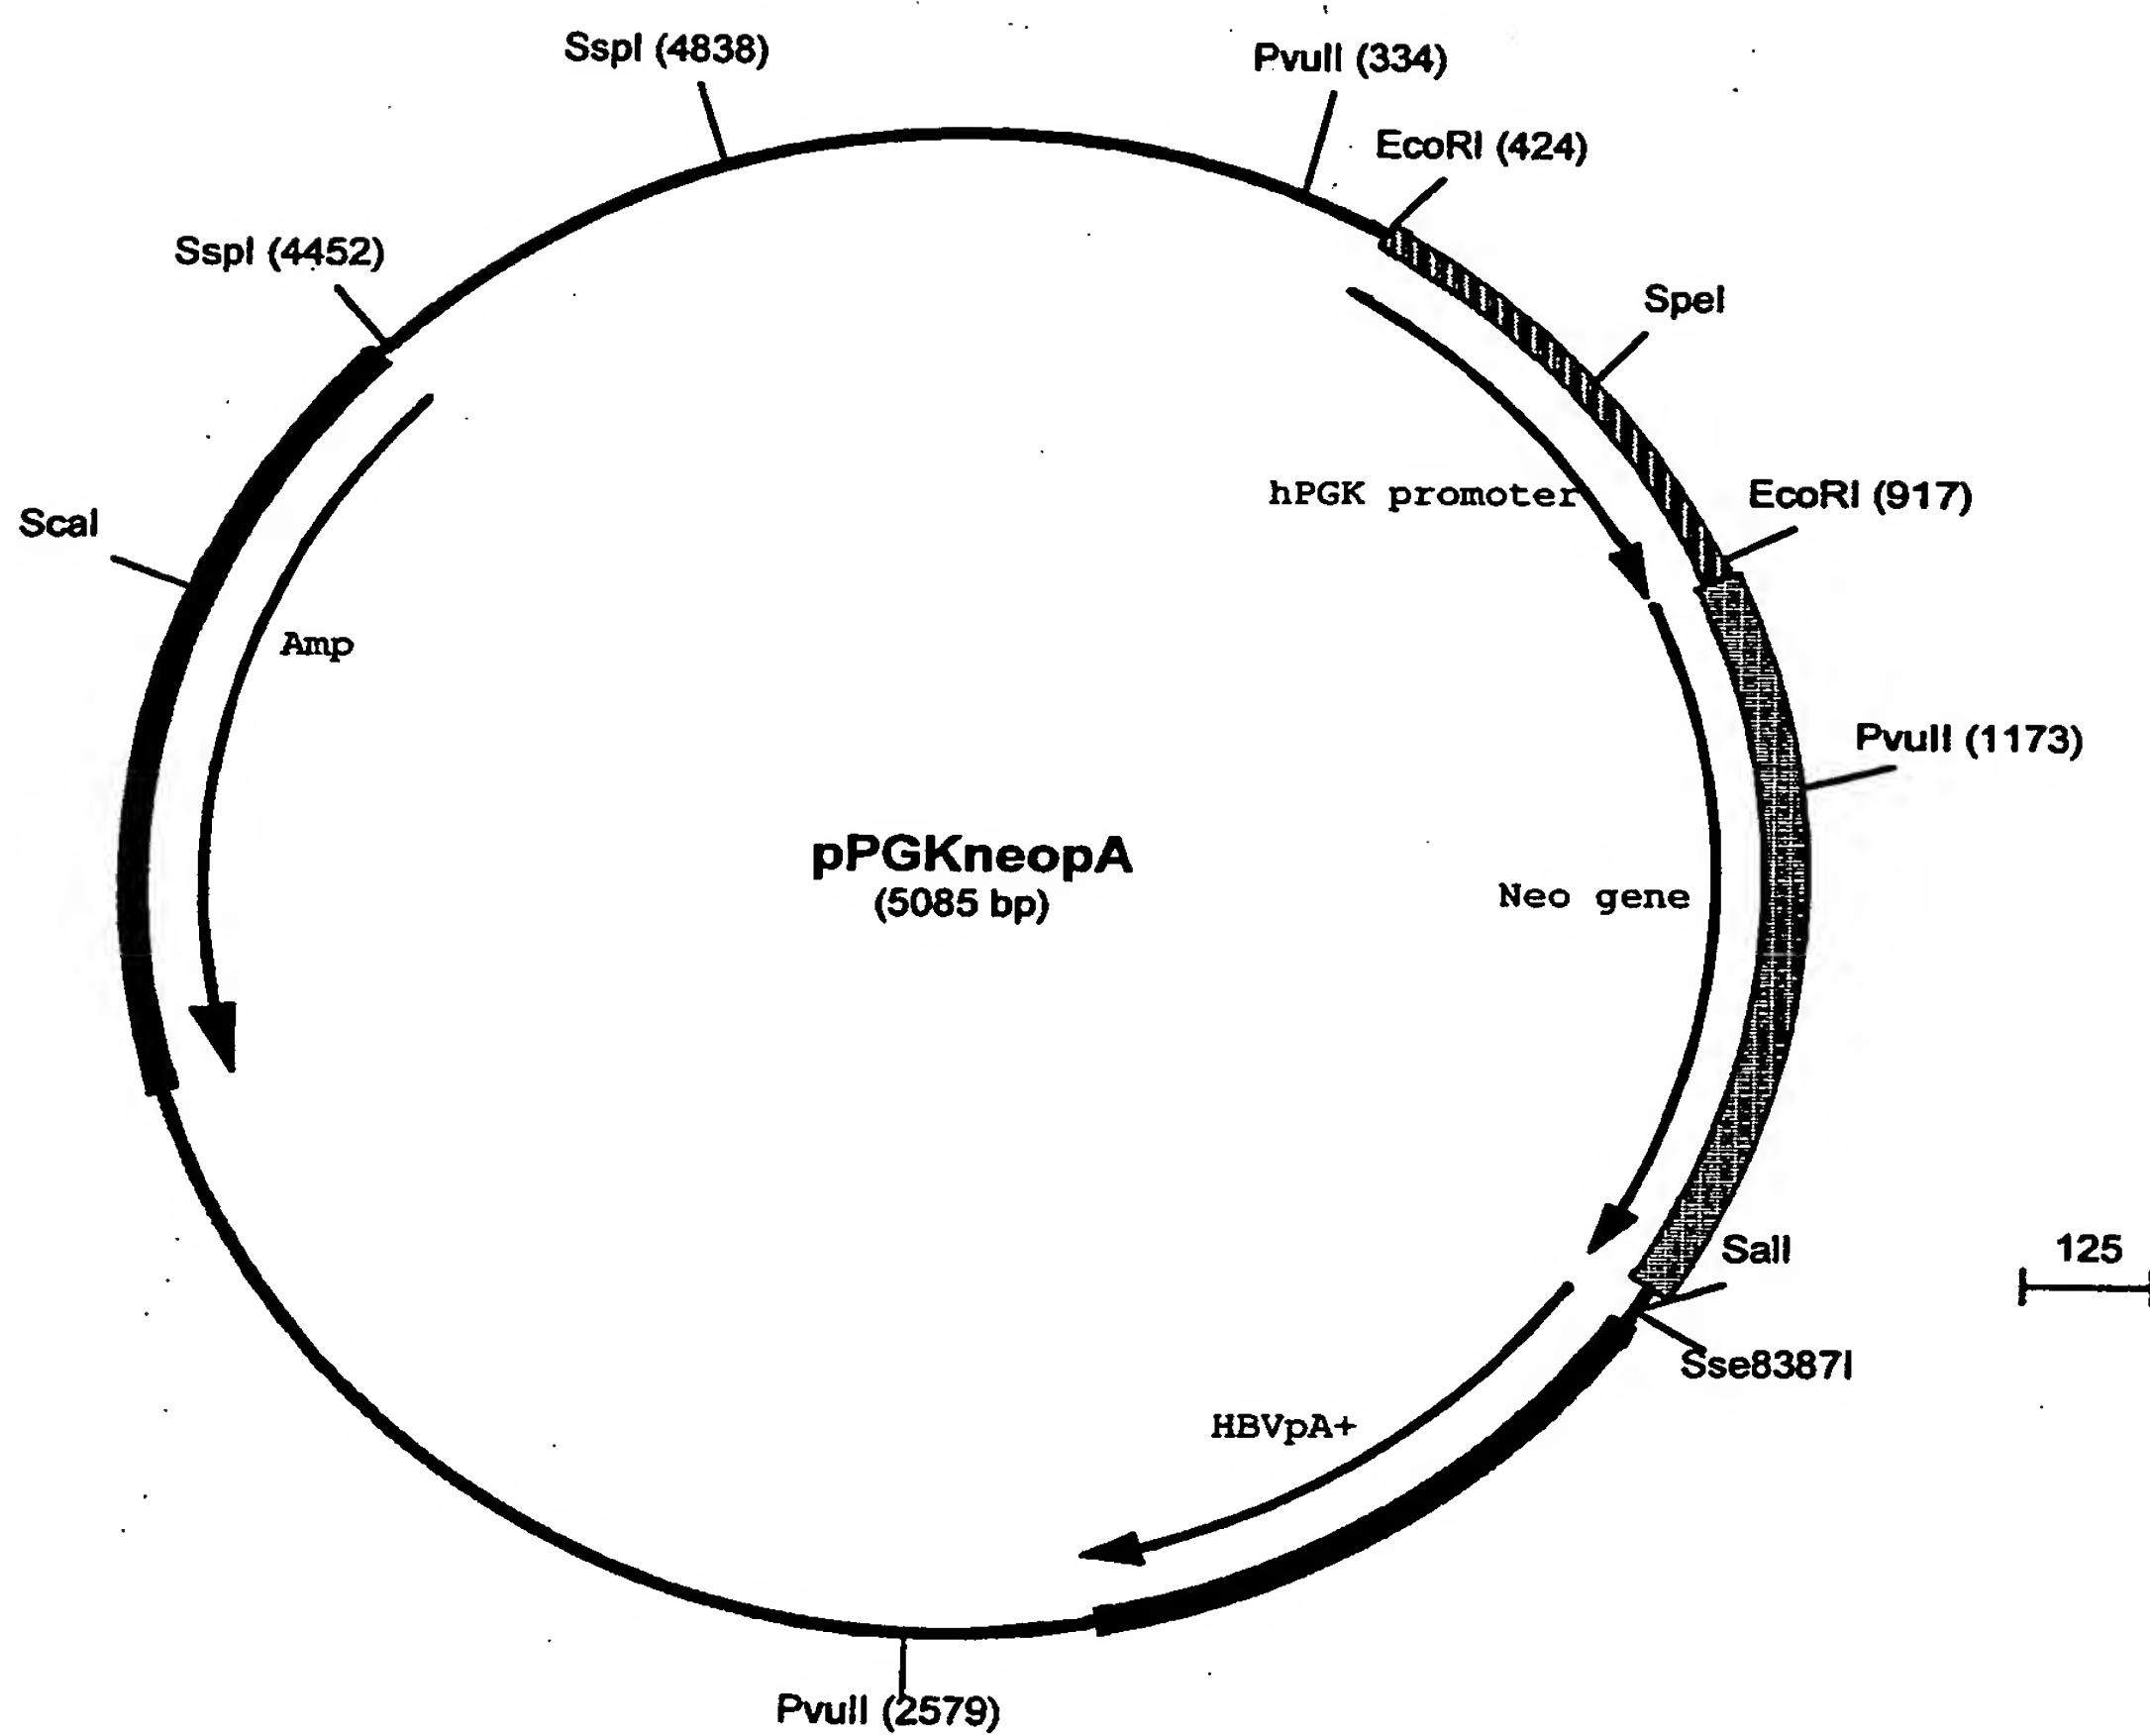 SspI (4838)
PvuII (334)
EcoRI (424)
SspI (4452)
SpeI
hPGK promoter
EcoRI (917)
ScaI
Amp
PvuII (1173)
pPGKneopA
(5085 bp)
Neo gene
SalI
125
Sse8387I
HBVpA+
PvuII (2579)